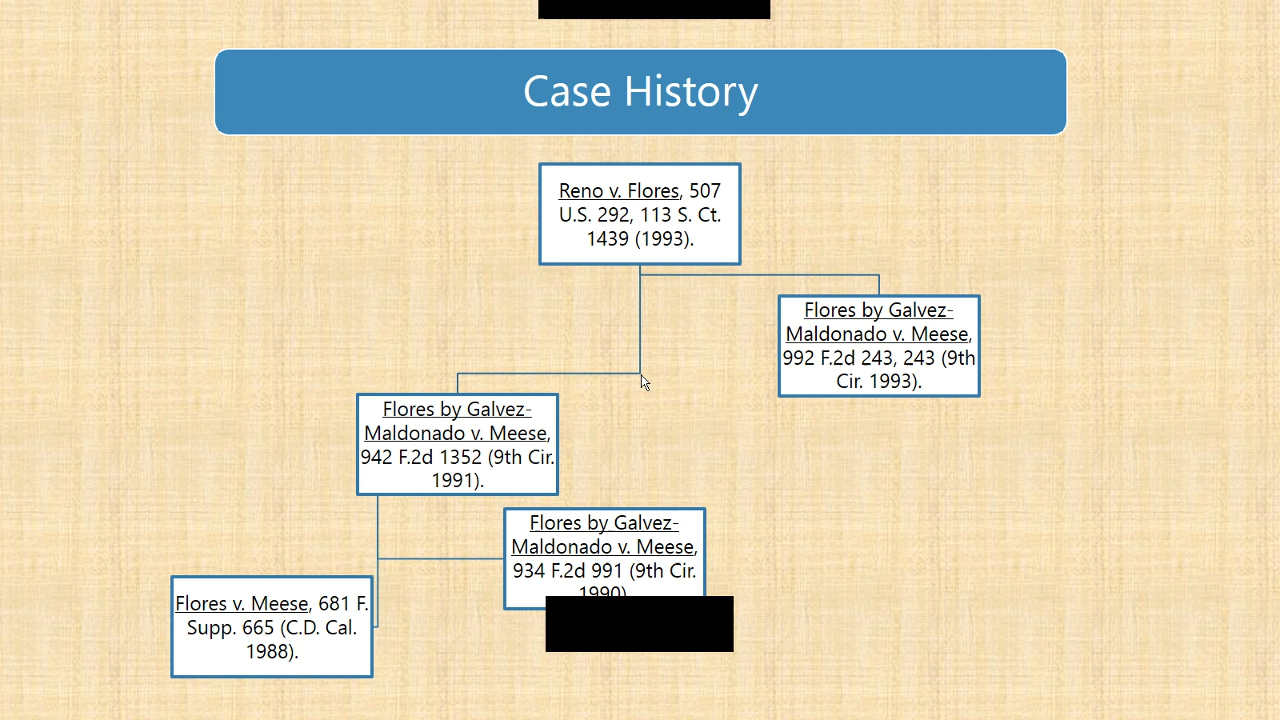 Case History
Reno v. Flores, 507
U.S. 292, 113 S. Ct.
1439 (1993).
Flores by Galvez-
Maldonado v. Meese,
992 F.2d 243, 243 (9th
Cir. 1993).
Flores by Galvez-
Maldonado v. Meese,
942 F.2d 1352 (9th Cir.
1991).
Flores by Galvez-
Maldonado v. Meese,
934 F.2d 991 (9th Cir.
1990)
Flores v. Meese, 681 F.
Supp. 665 (C.D. Cal.
1988).